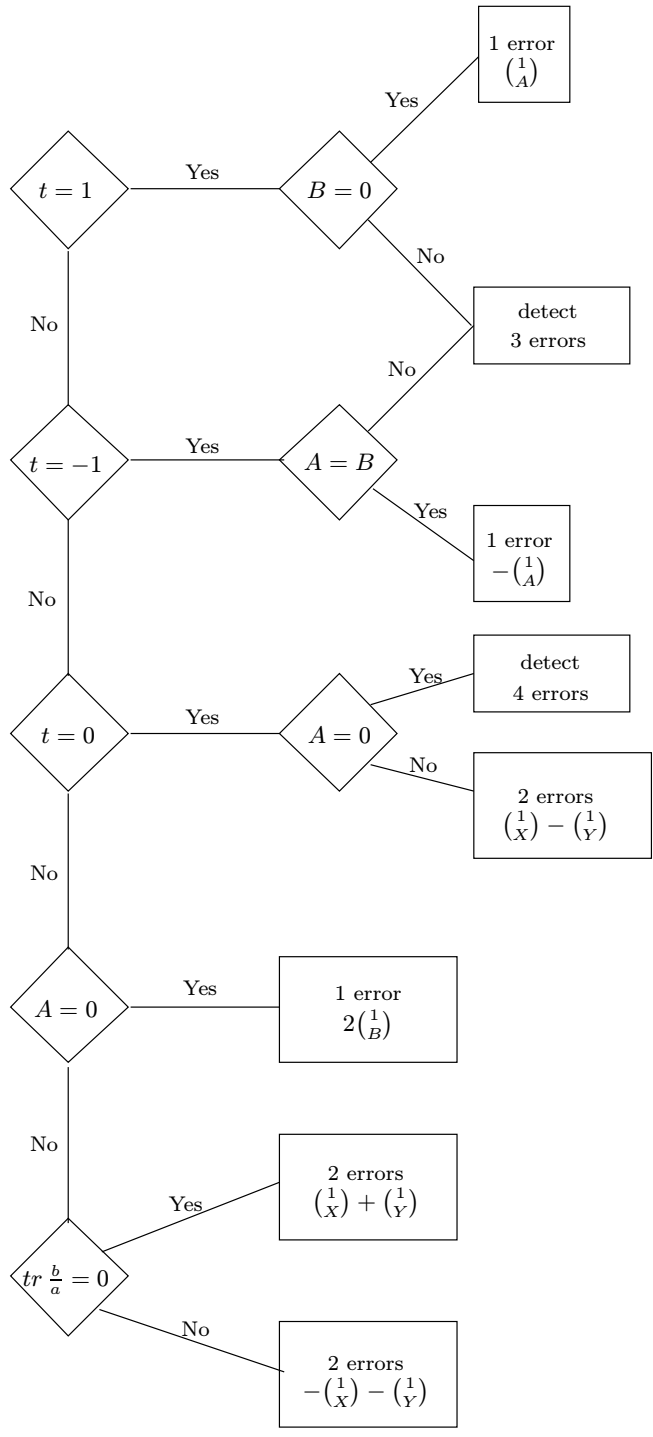 1 error
(1 A)
Yes
t = 1
Yes
B = 0
No
No
detect
3 errors
No
t = −1
Yes
A = B
Yes
1 error
−(1 A)
No
t = 0
Yes
A = 0
Yes
detect
4 errors
No
2 errors
(1 X) − (1 Y)
No
A = 0
Yes
1 error
2(1 B)
No
tr b/a = 0
Yes
2 errors
(1 X) + (1 Y)
No
2 errors
−(1 X) − (1 Y)